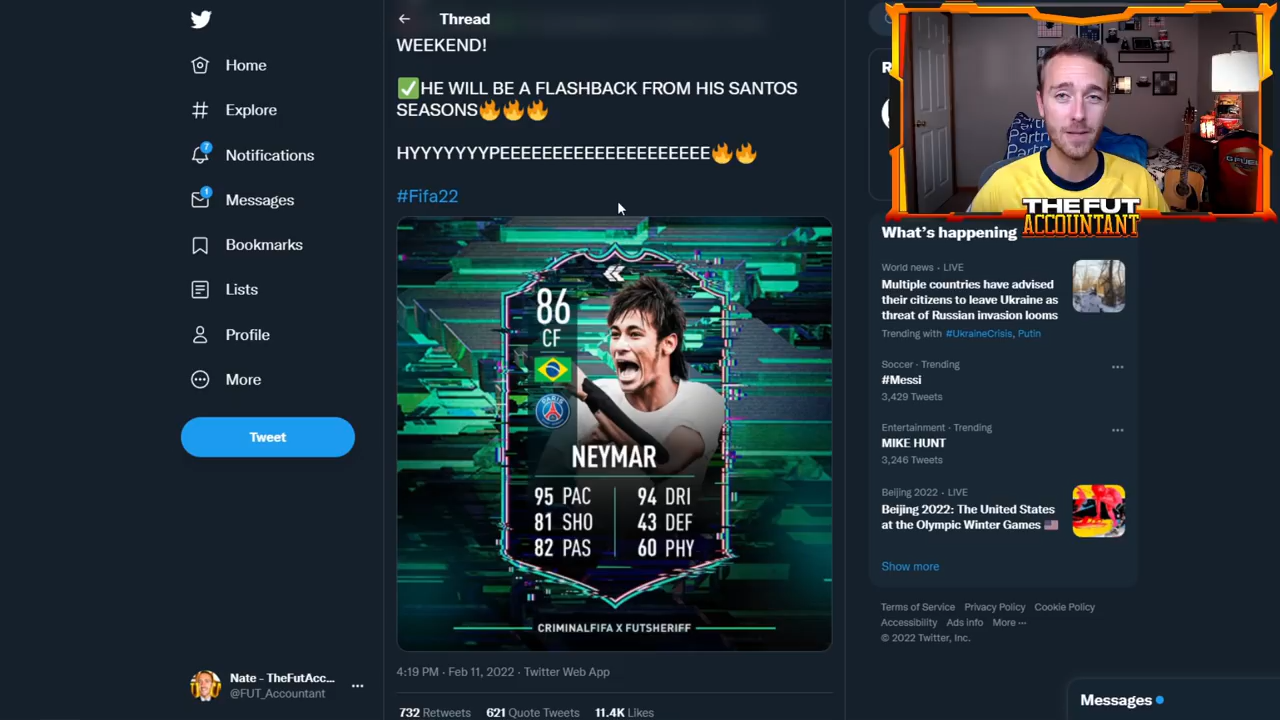 Home
Explore
7
Notifications
1
Messages
Bookmarks
Lists
Profile
More
Tweet
Nate - TheFutAcc...
@FUT_Accountant
Thread
WEEKEND!
✅HE WILL BE A FLASHBACK FROM HIS SANTOS
SEASONS🔥🔥🔥
HYYYYYYYPEEEEEEEEEEEEEEEEEEEE🔥🔥
#Fifa22
86
CF
PARIS
NEYMAR
95 PAC 94 DRI
81 SHO 43 DEF
82 PAS 60 PHY
CRIMINALFIFA X FUTSHERIFF
4:19 PM · Feb 11, 2022 · Twitter Web App
732 Retweets 621 Quote Tweets 11.4K Likes
R
Partn
G FUEL
THE FUT
ACCOUNTANT
What's happening
World news · LIVE
Multiple countries have advised
their citizens to leave Ukraine as
threat of Russian invasion looms
Trending with #UkraineCrisis, Putin
Soccer · Trending
#Messi
3,429 Tweets
Entertainment · Trending
MIKE HUNT
3,246 Tweets
Beijing 2022 · LIVE
Beijing 2022: The United States
at the Olympic Winter Games 🇺🇸
Show more
Terms of Service Privacy Policy Cookie Policy
Accessibility Ads info More ···
© 2022 Twitter, Inc.
Messages